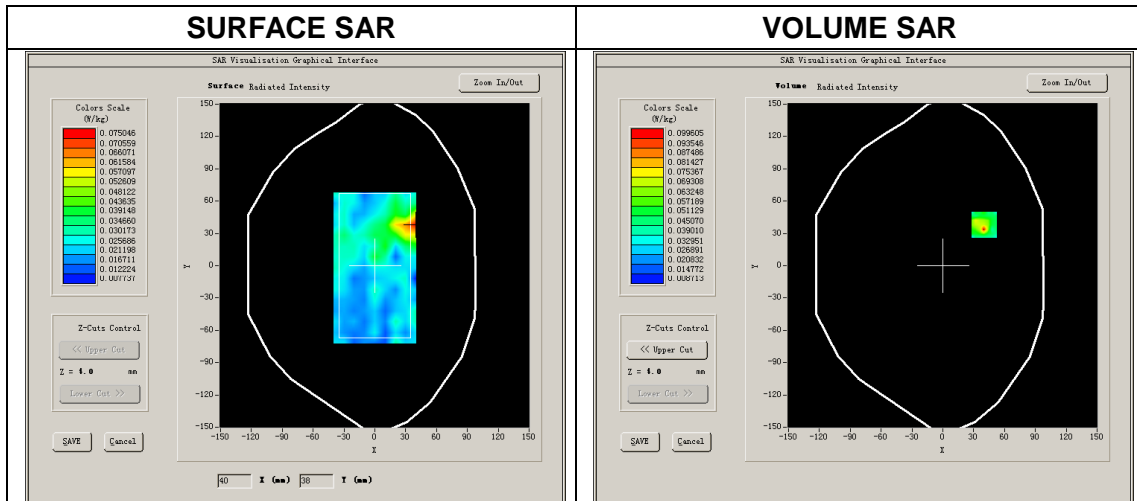 SURFACE SAR
VOLUME SAR
SAR Visualisation Graphical Interface
Surface Radiated Intensity
Zoom In/Out
Colors Scale
(W/kg)
0.075046
0.070559
0.066071
0.061584
0.057097
0.052609
0.048122
0.043635
0.039148
0.034660
0.030173
0.025686
0.021198
0.016711
0.012224
0.007737
150
120
90
60
30
0
-30
-60
-90
-120
-150
Y
-150 -120 -90 -60 -30 0 30 60 90 120 150
X
Z-Cuts Control
<< Upper Cut
Z = 4.0 mm
Lower Cut >>
SAVE Cancel
40 X (mm) 38 Y (mm)
SAR Visualisation Graphical Interface
Volume Radiated Intensity
Zoom In/Out
Colors Scale
(W/kg)
0.099605
0.093546
0.087486
0.081427
0.075367
0.069308
0.063248
0.057189
0.051129
0.045070
0.039010
0.032951
0.026891
0.020832
0.014772
0.008713
150
120
90
60
30
0
-30
-60
-90
-120
-150
Y
-150 -120 -90 -60 -30 0 30 60 90 120 150
X
Z-Cuts Control
<< Upper Cut
Z = 4.0 mm
Lower Cut >>
SAVE Cancel